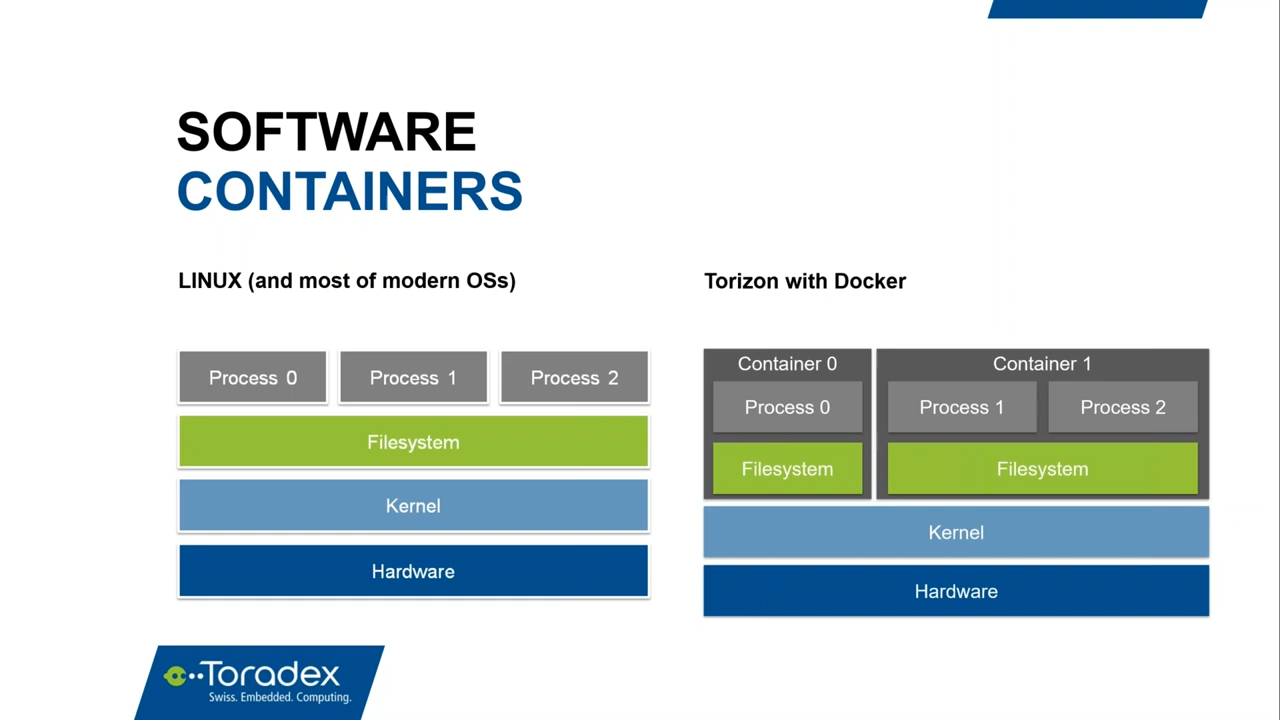 SOFTWARE
CONTAINERS
LINUX (and most of modern OSs)
Process 0
Process 1
Process 2
Filesystem
Kernel
Hardware
Torizon with Docker
Container 0
Process 0
Filesystem
Container 1
Process 1
Process 2
Filesystem
Kernel
Hardware
Toradex
Swiss. Embedded. Computing.